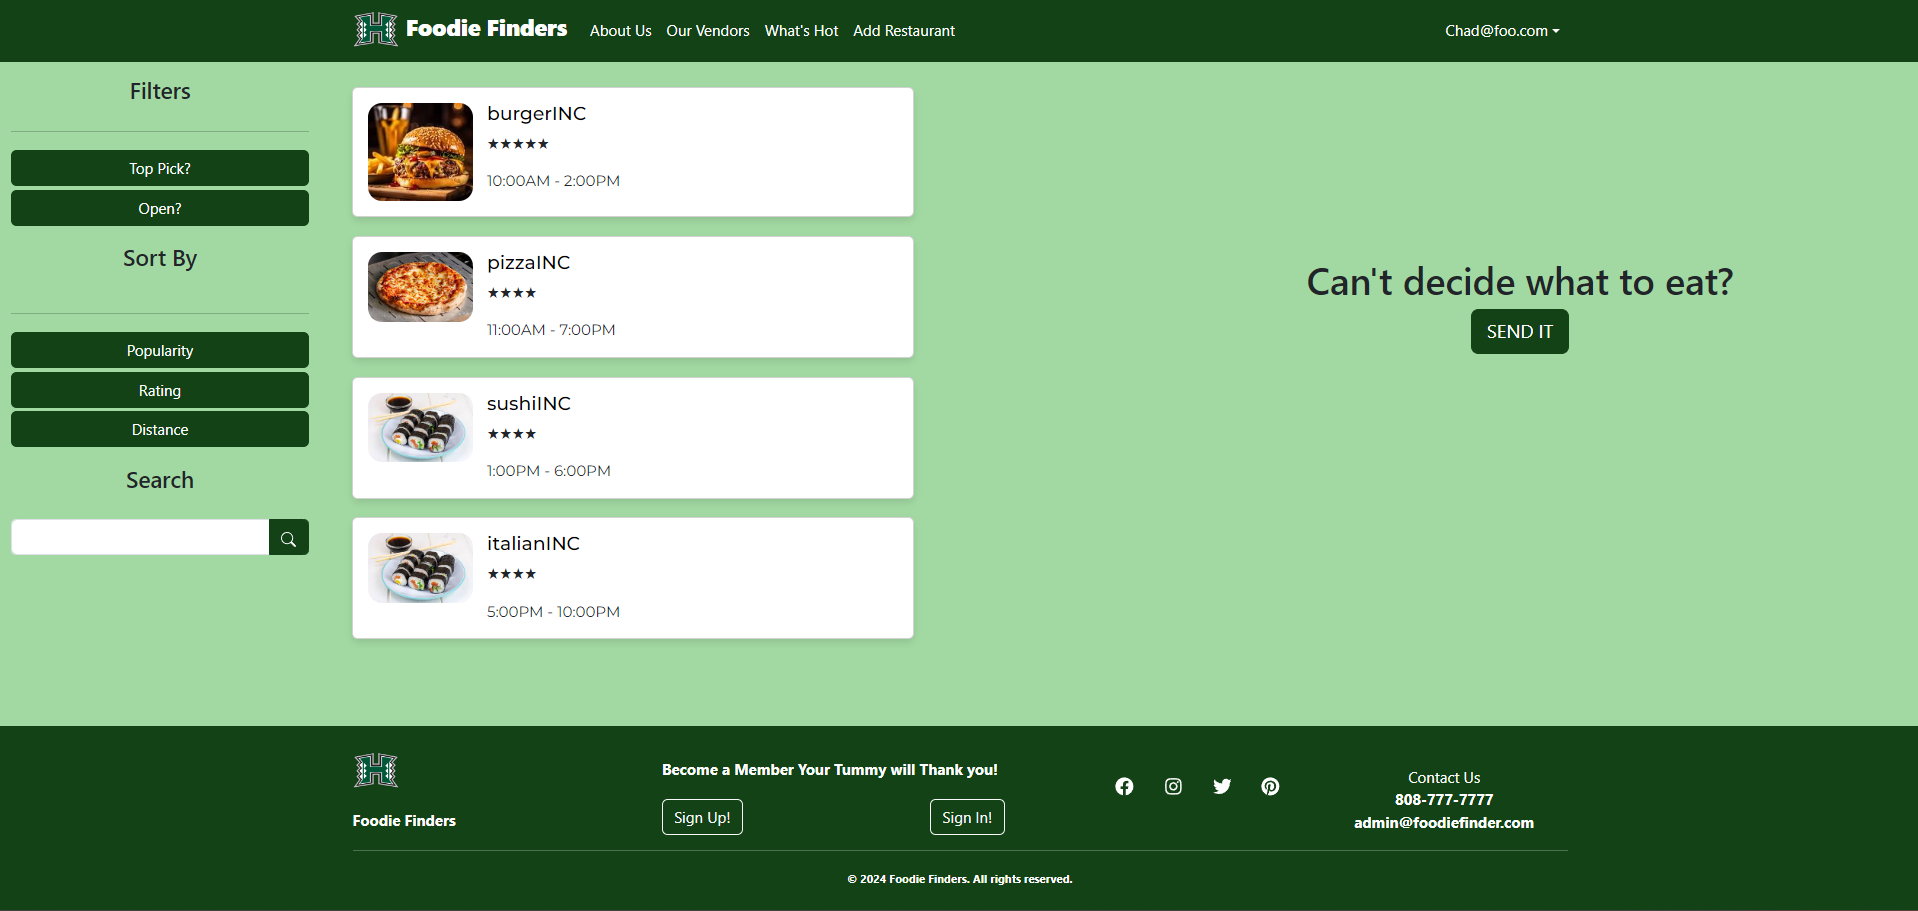 Foodie Finders
About Us
Our Vendors
What's Hot
Add Restaurant
Chad@foo.com
Filters
Top Pick?
Open?
Sort By
Popularity
Rating
Distance
Search
burgerINC
★★★★★
10:00AM - 2:00PM
pizzaINC
★★★★
11:00AM - 7:00PM
sushiINC
★★★★
1:00PM - 6:00PM
italianINC
★★★★
5:00PM - 10:00PM
Can't decide what to eat?
SEND IT
Foodie Finders
Become a Member Your Tummy will Thank you!
Sign Up!
Sign In!
Contact Us
808-777-7777
admin@foodiefinder.com
© 2024 Foodie Finders. All rights reserved.